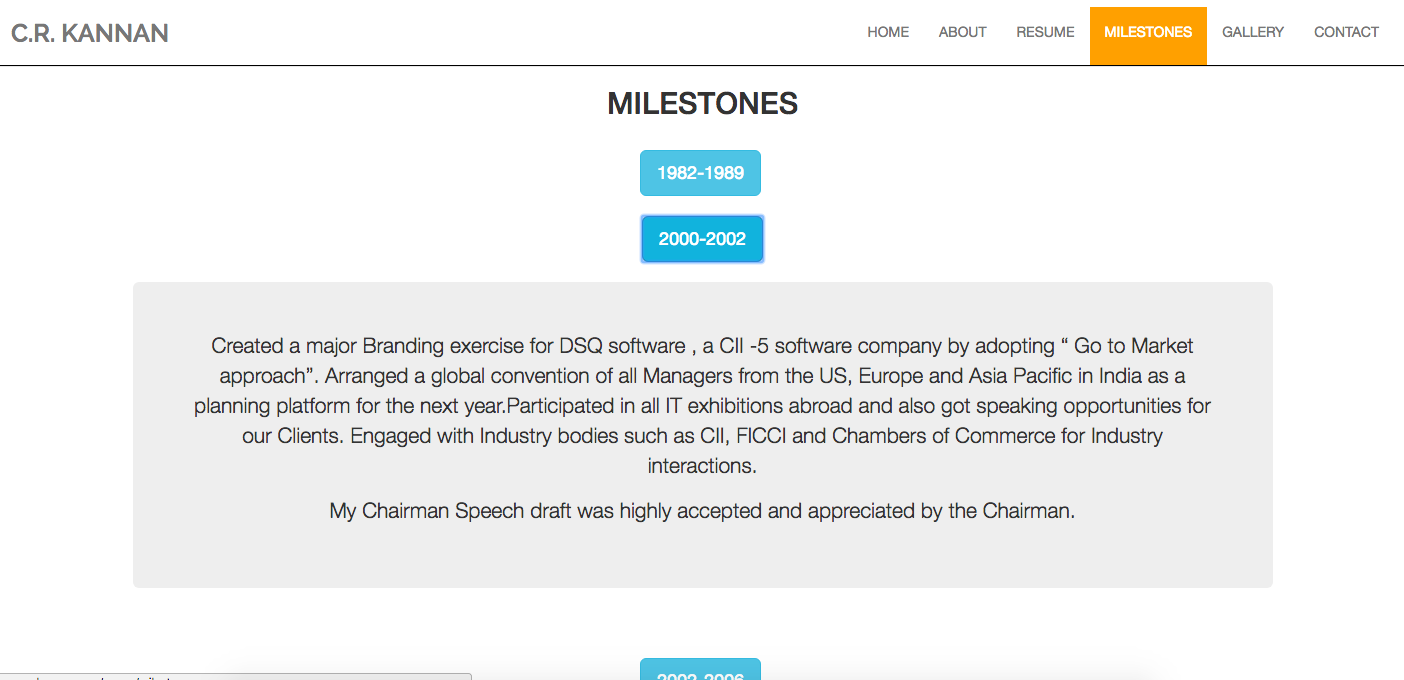 C.R. KANNAN
HOME ABOUT RESUME MILESTONES GALLERY CONTACT
MILESTONES
1982-1989
2000-2002
Created a major Branding exercise for DSQ software , a CII -5 software company by adopting “ Go to Market
approach”. Arranged a global convention of all Managers from the US, Europe and Asia Pacific in India as a
planning platform for the next year.Participated in all IT exhibitions abroad and also got speaking opportunities for
our Clients. Engaged with Industry bodies such as CII, FICCI and Chambers of Commerce for Industry
interactions.
My Chairman Speech draft was highly accepted and appreciated by the Chairman.